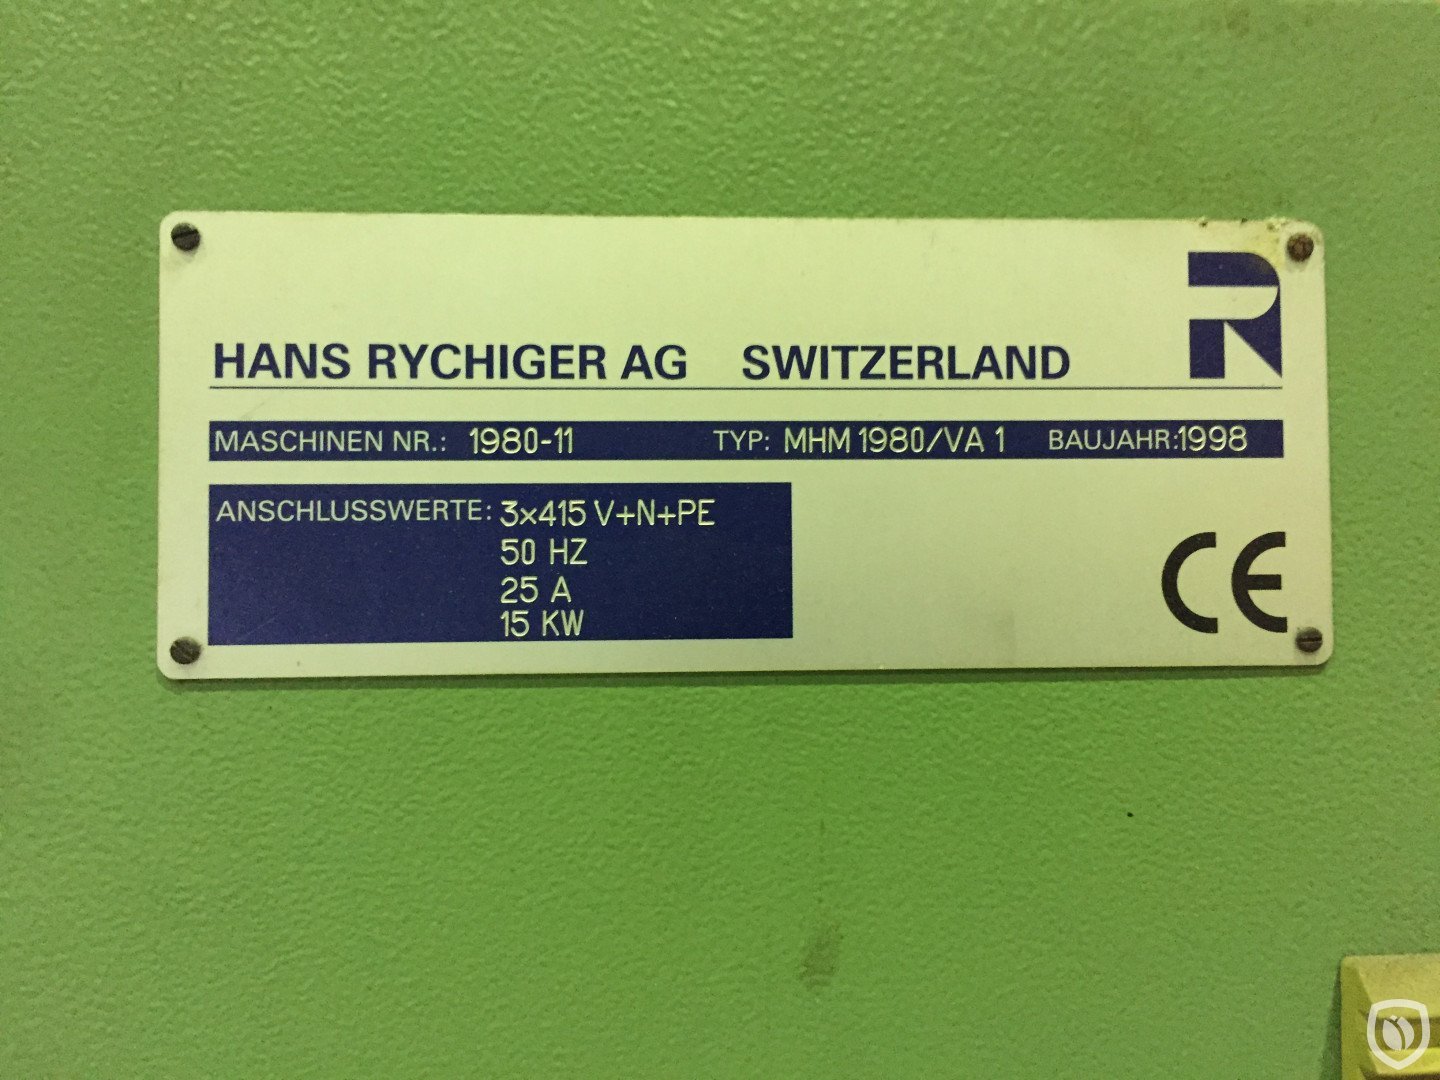 R
HANS RYCHIGER AG SWITZERLAND
MASCHINEN NR.: 1980-11 TYP: MHM 1980/VA 1 BAUJAHR: 1998
ANSCHLUSSWERTE: 3x415 V+N+PE
50 HZ
25 A
15 KW
CE